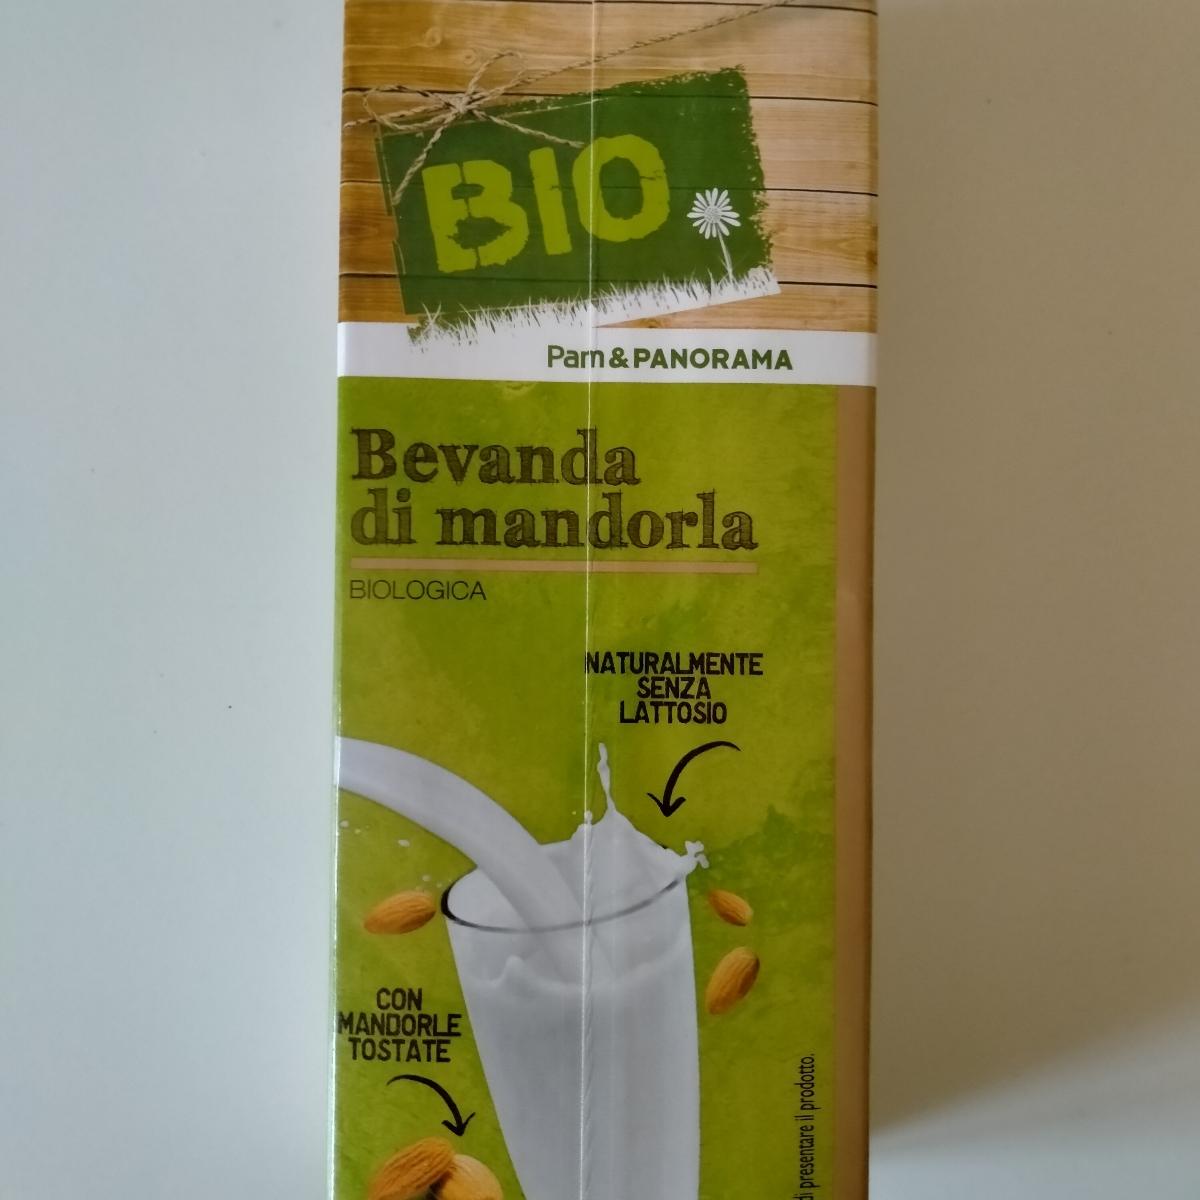 BIO
Pam & PANORAMA
Bevanda
di mandorla
BIOLOGICA
NATURALMENTE
SENZA
LATTOSIO
CON
MANDORLE
TOSTATE
di presentare il prodotto.